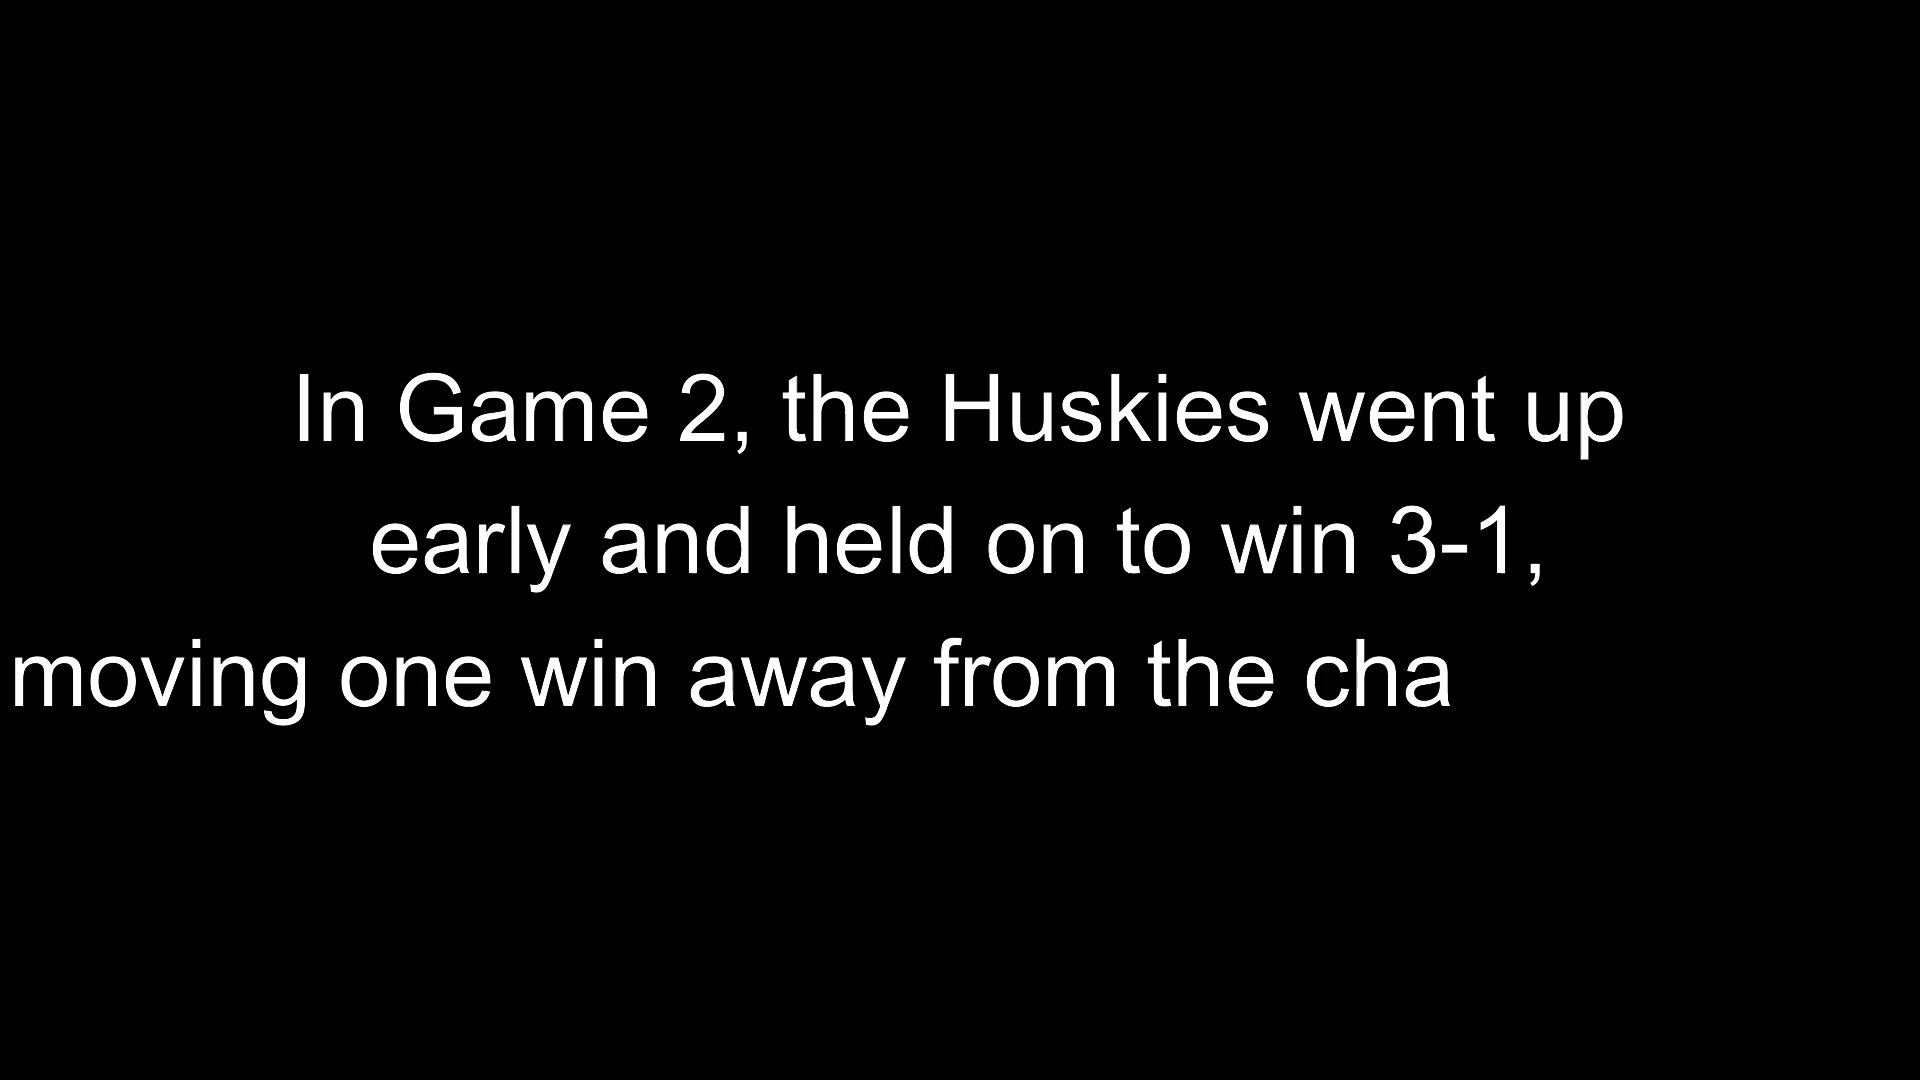 In Game 2, the Huskies went up
early and held on to win 3-1,
moving one win away from the cha